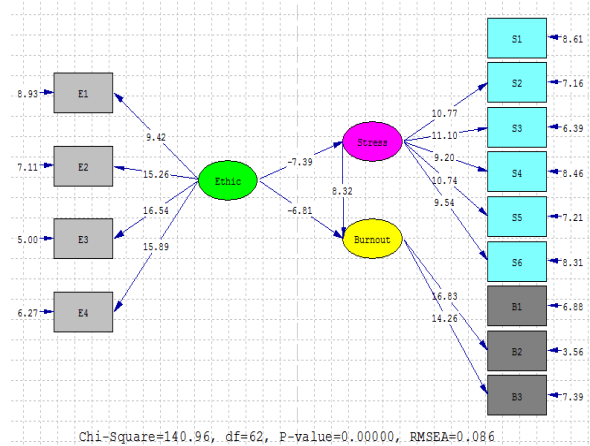 S1
8.61
S2
7.16
8.93
E1
10.77
S3
6.39
9.42
11.10
Stress
9.20
S4
8.46
7.11
E2
15.26
-7.39
10.74
Ethic
8.32
9.54
S5
7.21
16.54
-6.81
5.00
E3
15.89
Burnout
S6
8.31
16.83
B1
6.88
6.27
E4
14.26
B2
3.56
B3
7.39
Chi-Square=140.96, df=62, P-value=0.00000, RMSEA=0.086